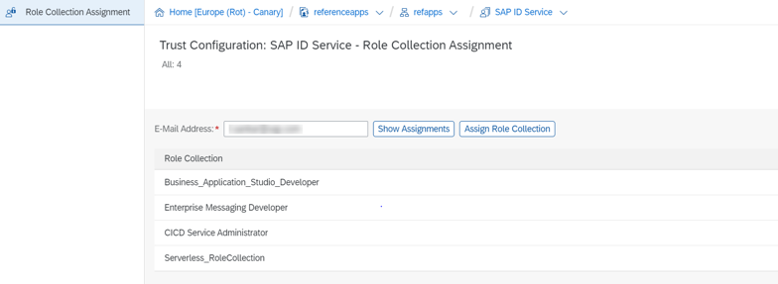 Role Collection Assignment
Home [Europe (Rot) - Canary] / referenceapps / refapps / SAP ID Service
Trust Configuration: SAP ID Service - Role Collection Assignment
All: 4
E-Mail Address:* Show Assignments Assign Role Collection
Role Collection
Business_Application_Studio_Developer
Enterprise Messaging Developer
CICD Service Administrator
Serverless_RoleCollection